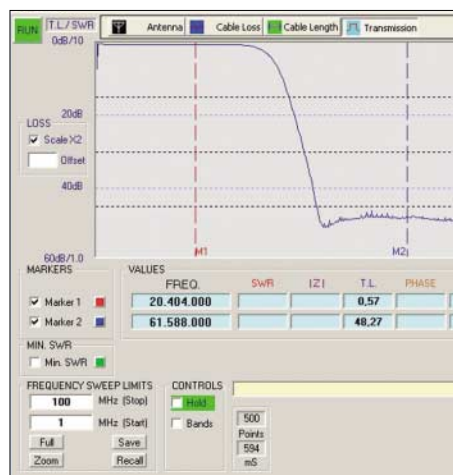 RUN
T.L./ SWR
Antenna
Cable Loss
Cable Length
Transmission
0dB/10
20dB
LOSS
Scale X2
Offset
40dB
60dB/1.0
M1
M2
MARKERS
VALUES
FREQ.
SWR
|Z|
T.L.
PHASE
Marker 1
20.404.000
0,57
Marker 2
61.588.000
48,27
MIN. SWR
Min. SWR
FREQUENCY SWEEP LIMITS
CONTROLS
100
MHz (Stop)
Hold
1
MHz (Start)
Bands
500
Points
Full
Save
594
Zoom
Recall
mS